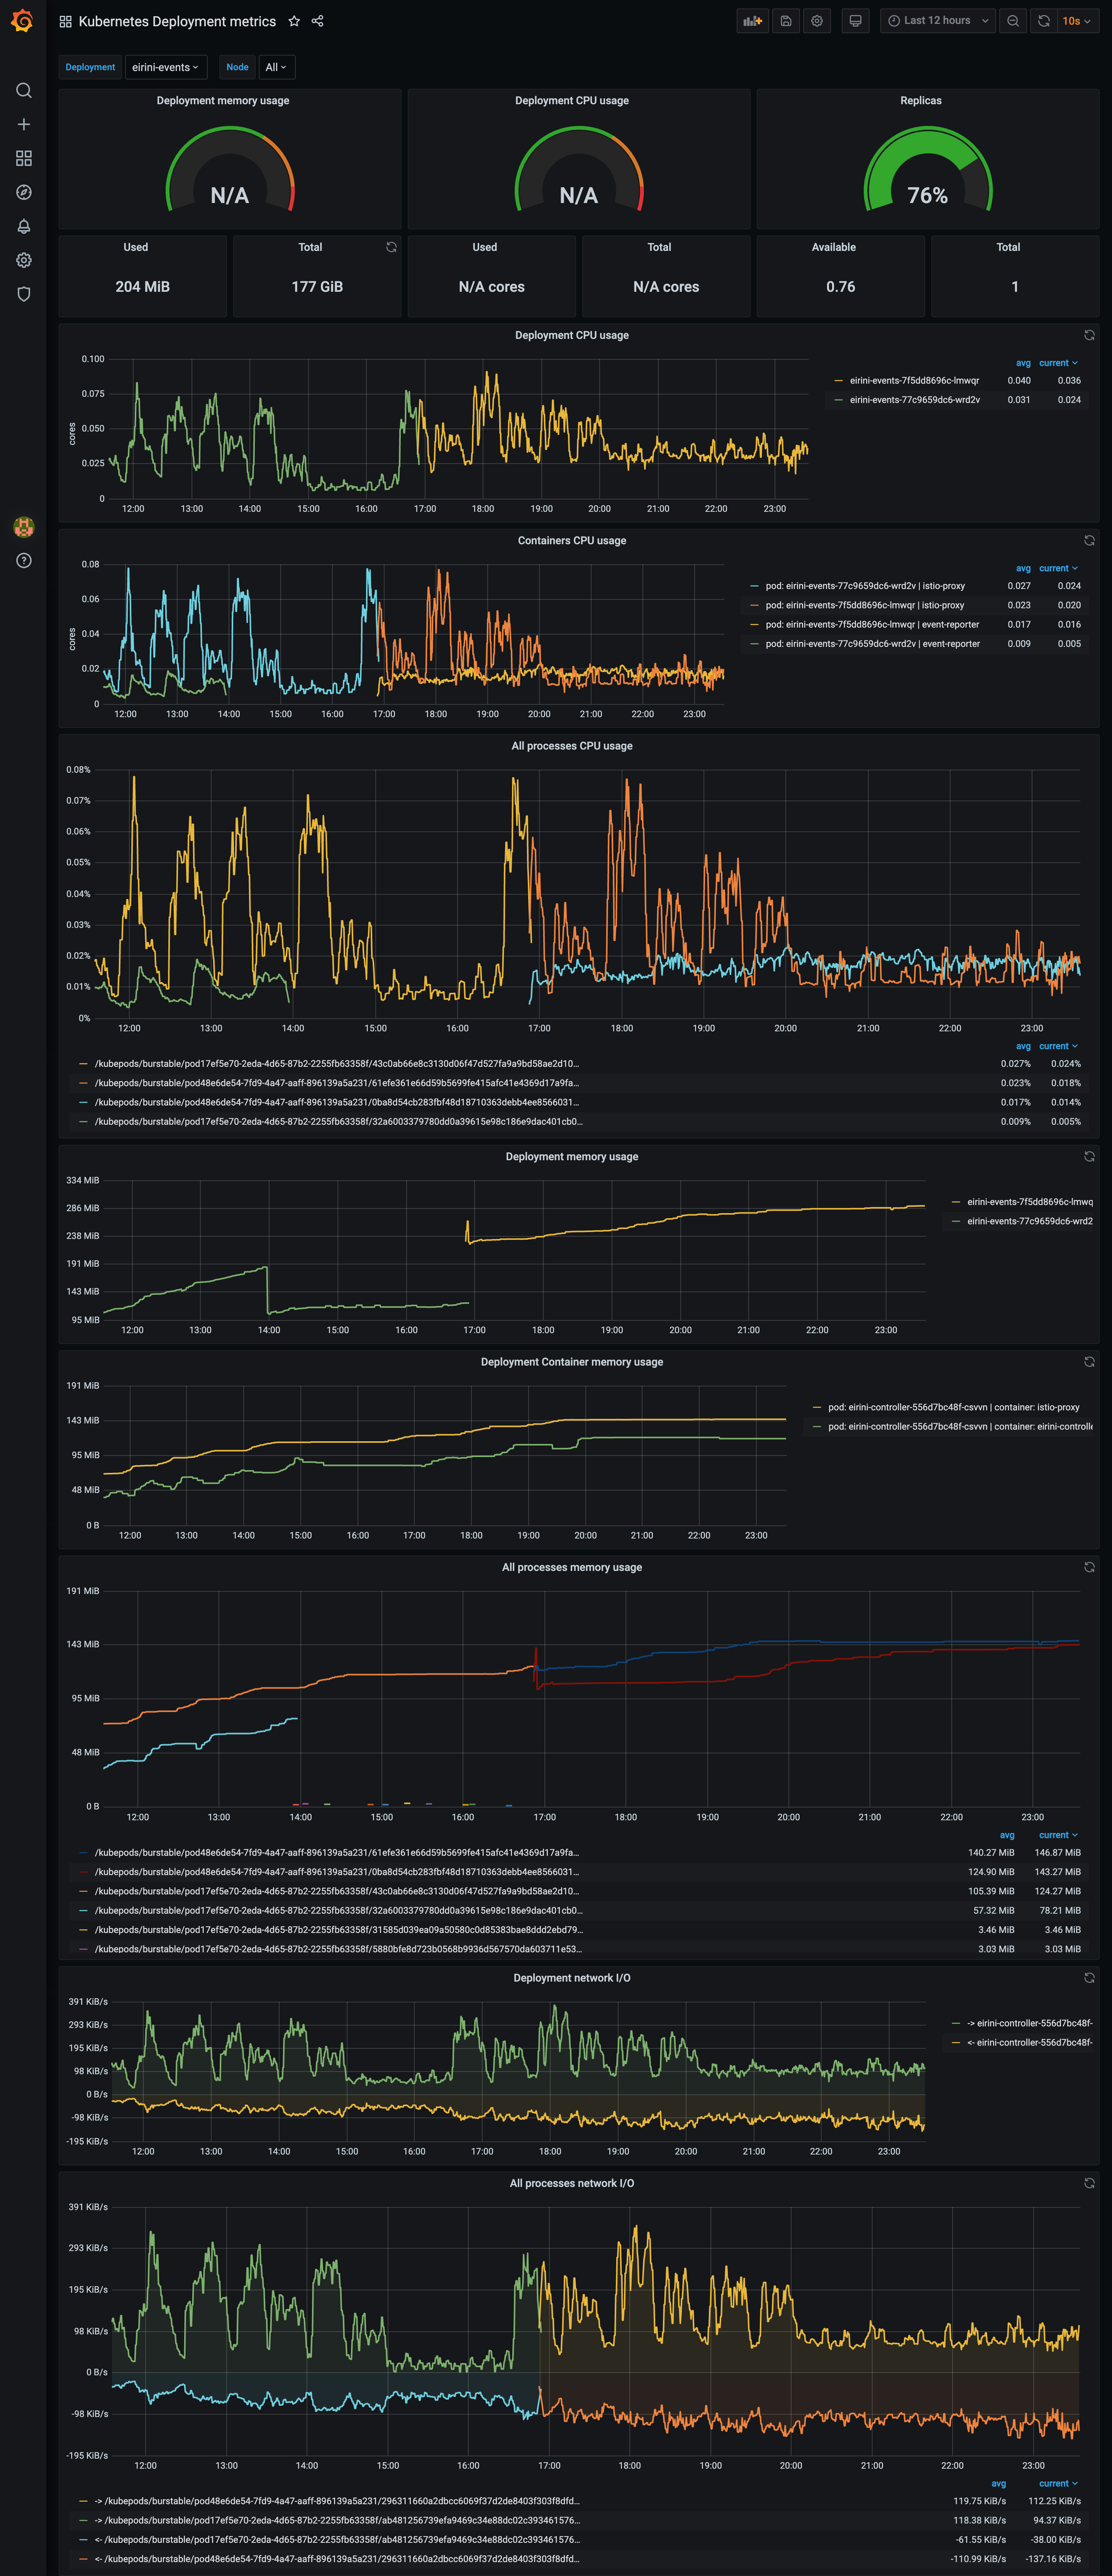 Kubernetes Deployment metrics
Last 12 hours
10s
Deployment eirini-events Node All
Deployment memory usage
N/A
Deployment CPU usage
N/A
Replicas
76%
Used
204 MiB
Total
177 GiB
Used
N/A cores
Total
N/A cores
Available
0.76
Total
1
Deployment CPU usage
cores
0.100
0.075
0.050
0.025
0
12:00 13:00 14:00 15:00 16:00 17:00 18:00 19:00 20:00 21:00 22:00 23:00
avg current
eirini-events-7f5dd8696c-lmwqr 0.040 0.036
eirini-events-77c9659dc6-wrd2v 0.031 0.024
Containers CPU usage
cores
0.08
0.06
0.04
0.02
0
12:00 13:00 14:00 15:00 16:00 17:00 18:00 19:00 20:00 21:00 22:00 23:00
avg current
pod: eirini-events-77c9659dc6-wrd2v | istio-proxy 0.027 0.024
pod: eirini-events-7f5dd8696c-lmwqr | istio-proxy 0.023 0.020
pod: eirini-events-7f5dd8696c-lmwqr | event-reporter 0.017 0.016
pod: eirini-events-77c9659dc6-wrd2v | event-reporter 0.009 0.005
All processes CPU usage
0.08%
0.07%
0.06%
0.05%
0.04%
0.03%
0.02%
0.01%
0%
12:00 13:00 14:00 15:00 16:00 17:00 18:00 19:00 20:00 21:00 22:00 23:00
avg current
/kubepods/burstable/pod17ef5e70-2eda-4d65-87b2-2255fb63358f/43c0ab66e8c3130d06f47d527fa9a9bd58ae2d10... 0.027% 0.024%
/kubepods/burstable/pod48e6de54-7fd9-4a47-aaff-896139a5a231/61efe361e66d59b5699fe415afc41e4369d17a9fa... 0.023% 0.018%
/kubepods/burstable/pod48e6de54-7fd9-4a47-aaff-896139a5a231/0ba8d54cb283fbf48d18710363debb4ee8566031... 0.017% 0.014%
/kubepods/burstable/pod17ef5e70-2eda-4d65-87b2-2255fb63358f/32a6003379780dd0a39615e98c186e9dac401cb0... 0.009% 0.005%
Deployment memory usage
334 MiB
286 MiB
238 MiB
191 MiB
143 MiB
95 MiB
12:00 13:00 14:00 15:00 16:00 17:00 18:00 19:00 20:00 21:00 22:00 23:00
eirini-events-7f5dd8696c-lmwq
eirini-events-77c9659dc6-wrd2
Deployment Container memory usage
191 MiB
143 MiB
95 MiB
48 MiB
0 B
12:00 13:00 14:00 15:00 16:00 17:00 18:00 19:00 20:00 21:00 22:00 23:00
pod: eirini-controller-556d7bc48f-csvvn | container: istio-proxy
pod: eirini-controller-556d7bc48f-csvvn | container: eirini-controlle
All processes memory usage
191 MiB
143 MiB
95 MiB
48 MiB
0 B
12:00 13:00 14:00 15:00 16:00 17:00 18:00 19:00 20:00 21:00 22:00 23:00
avg current
/kubepods/burstable/pod48e6de54-7fd9-4a47-aaff-896139a5a231/61efe361e66d59b5699fe415afc41e4369d17a9fa... 140.27 MiB 146.87 MiB
/kubepods/burstable/pod48e6de54-7fd9-4a47-aaff-896139a5a231/0ba8d54cb283fbf48d18710363debb4ee8566031... 124.90 MiB 143.27 MiB
/kubepods/burstable/pod17ef5e70-2eda-4d65-87b2-2255fb63358f/43c0ab66e8c3130d06f47d527fa9a9bd58ae2d10... 105.39 MiB 124.27 MiB
/kubepods/burstable/pod17ef5e70-2eda-4d65-87b2-2255fb63358f/32a6003379780dd0a39615e98c186e9dac401cb0... 57.32 MiB 78.21 MiB
/kubepods/burstable/pod17ef5e70-2eda-4d65-87b2-2255fb63358f/31585d039ea09a50580c0d85383bae8ddd2ebd79... 3.46 MiB 3.46 MiB
/kubepods/burstable/pod17ef5e70-2eda-4d65-87b2-2255fb63358f/5880bfe8d723b0568b9936d567570da603711e53... 3.03 MiB 3.03 MiB
Deployment network I/O
391 KiB/s
293 KiB/s
195 KiB/s
98 KiB/s
0 B/s
-98 KiB/s
-195 KiB/s
12:00 13:00 14:00 15:00 16:00 17:00 18:00 19:00 20:00 21:00 22:00 23:00
-> eirini-controller-556d7bc48f-
<- eirini-controller-556d7bc48f-
All processes network I/O
391 KiB/s
293 KiB/s
195 KiB/s
98 KiB/s
0 B/s
-98 KiB/s
-195 KiB/s
12:00 13:00 14:00 15:00 16:00 17:00 18:00 19:00 20:00 21:00 22:00 23:00
avg current
-> /kubepods/burstable/pod48e6de54-7fd9-4a47-aaff-896139a5a231/296311660a2dbcc6069f37d2de8403f303f8dfd... 119.75 KiB/s 112.25 KiB/s
-> /kubepods/burstable/pod17ef5e70-2eda-4d65-87b2-2255fb63358f/ab481256739efa9469c34e88dc02c393461576... 118.38 KiB/s 94.37 KiB/s
<- /kubepods/burstable/pod17ef5e70-2eda-4d65-87b2-2255fb63358f/ab481256739efa9469c34e88dc02c393461576... -61.55 KiB/s -38.00 KiB/s
<- /kubepods/burstable/pod48e6de54-7fd9-4a47-aaff-896139a5a231/296311660a2dbcc6069f37d2de8403f303f8dfd... -110.99 KiB/s -137.16 KiB/s